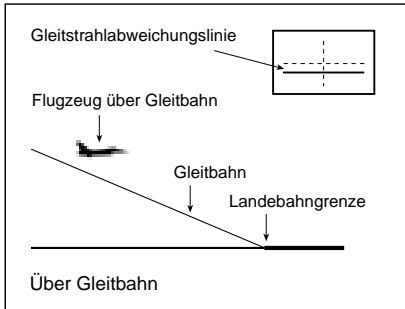 Gleitstrahlabweichungslinie
Flugzeug über Gleitbahn
Gleitbahn
Landebahngrenze
Über Gleitbahn